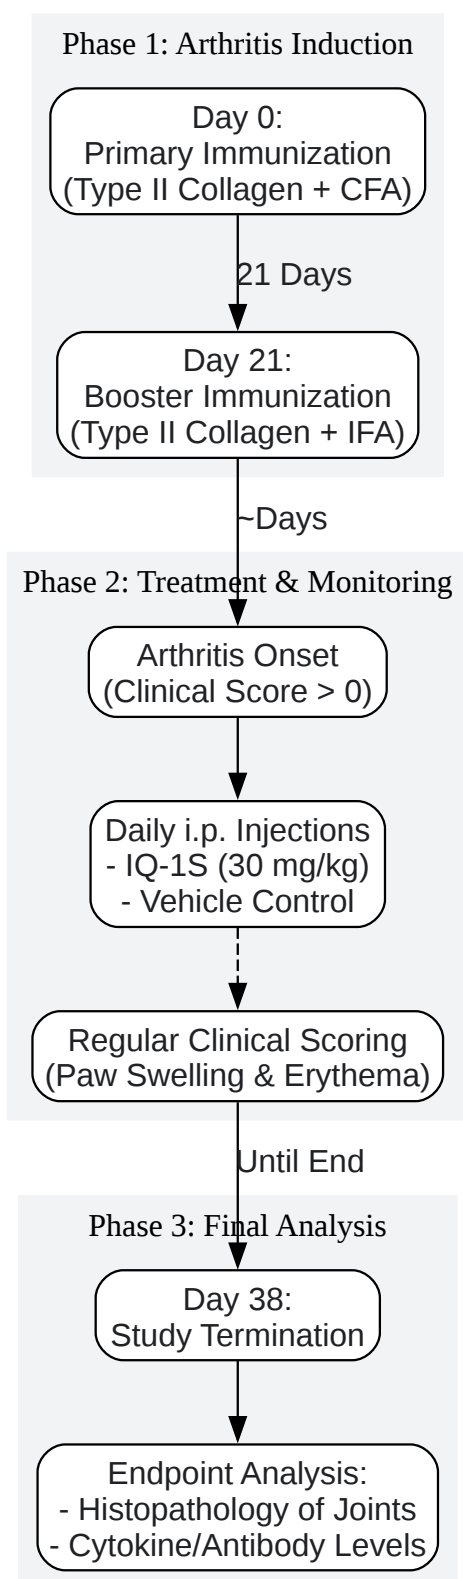 Phase 1: Arthritis Induction
Day 0:
Primary Immunization
(Type II Collagen + CFA)
21 Days
Day 21:
Booster Immunization
(Type II Collagen + IFA)
~Days
Phase 2: Treatment & Monitoring
Arthritis Onset
(Clinical Score > 0)
Daily i.p. Injections
- IQ-1S (30 mg/kg)
- Vehicle Control
Regular Clinical Scoring
(Paw Swelling & Erythema)
Until End
Phase 3: Final Analysis
Day 38:
Study Termination
Endpoint Analysis:
- Histopathology of Joints
- Cytokine/Antibody Levels